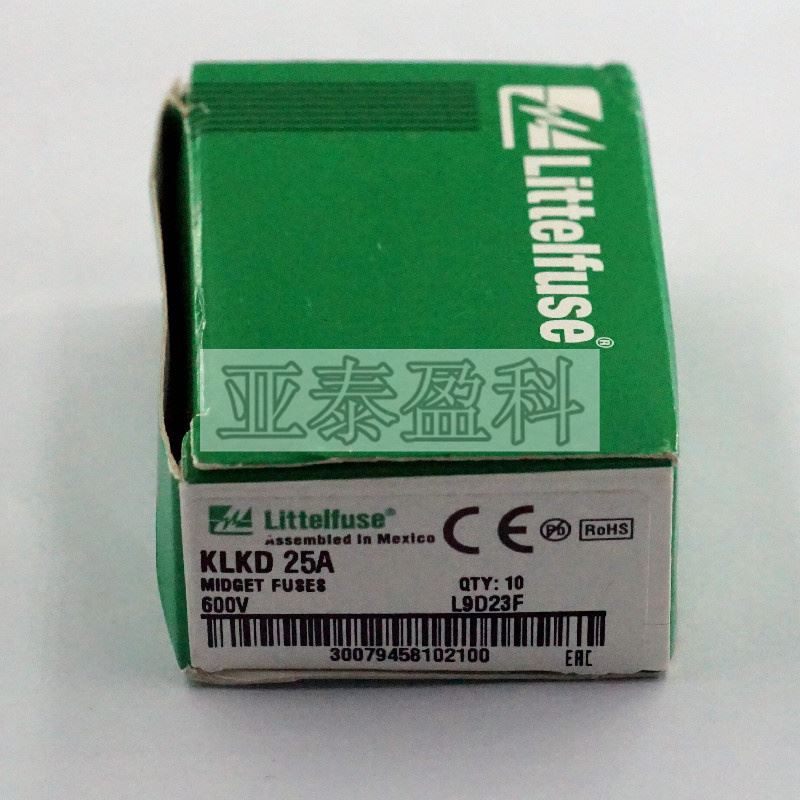 Littelfuse®
亚泰盈科
Littelfuse®
Assembled in Mexico
CE
Pb
RoHS
KLKD 25A
MIDGET FUSES QTY: 10
600V L9D23F
30079458102100
EAC